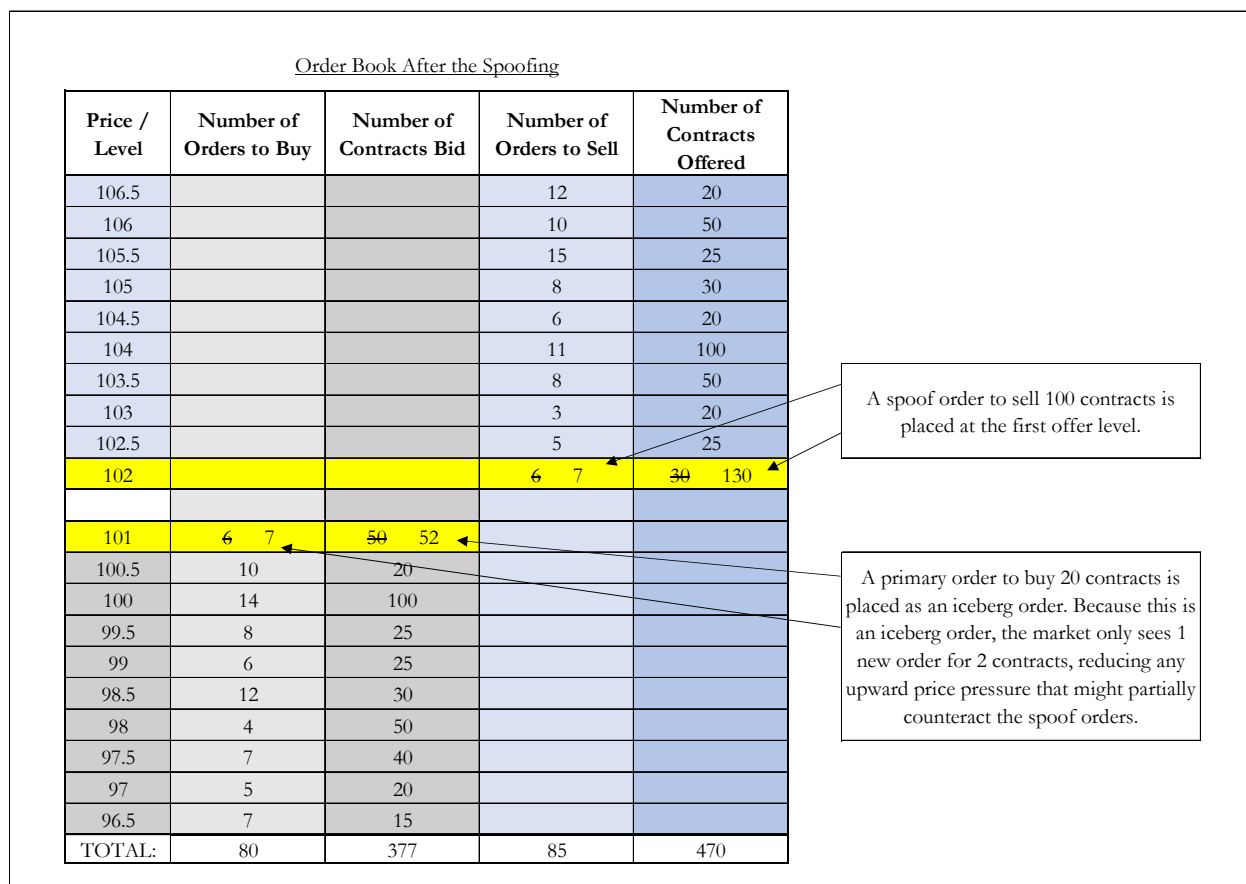 Order Book After the Spoofing
Price / Level Number of Orders to Buy Number of Contracts Bid Number of Orders to Sell Number of Contracts Offered
106.5 12 20
106 10 50
105.5 15 25
105 8 30
104.5 6 20
104 11 100
103.5 8 50
103 3 20
102.5 5 25
102 6 7 30 130
101 6 7 50 52
100.5 10 20
100 14 100
99.5 8 25
99 6 25
98.5 12 30
98 4 50
97.5 7 40
97 5 20
96.5 7 15
TOTAL: 80 377 85 470
A spoof order to sell 100 contracts is
placed at the first offer level.
A primary order to buy 20 contracts is
placed as an iceberg order. Because this is
an iceberg order, the market only sees 1
new order for 2 contracts, reducing any
upward price pressure that might partially
counteract the spoof orders.